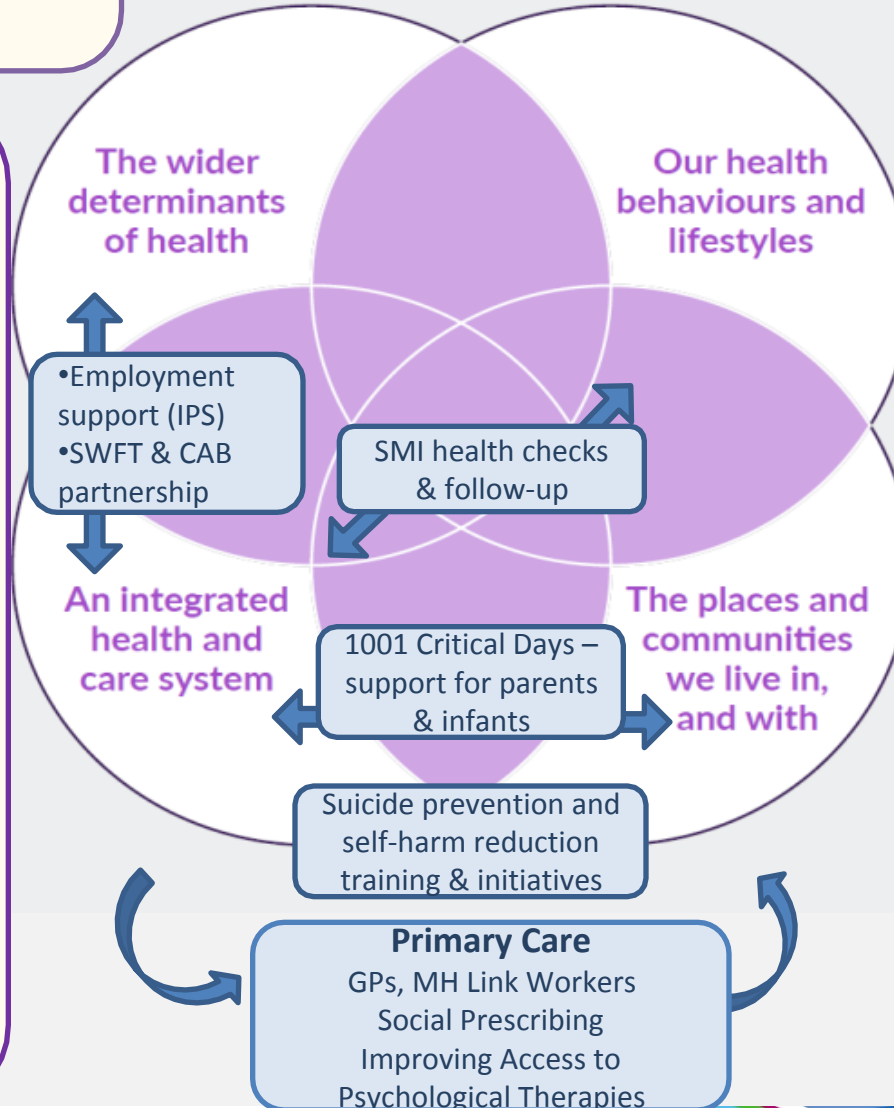 The wider
determinants
of health
Our health
behaviours and
lifestyles
•Employment
support (IPS)
•SWFT & CAB
partnership
SMI health checks
& follow-up
An integrated
health and
care system
The places and
communities
we live in,
and with
1001 Critical Days –
support for parents
& infants
Suicide prevention and
self-harm reduction
training & initiatives
Primary Care
GPs, MH Link Workers
Social Prescribing
Improving Access to
Psychological Therapies